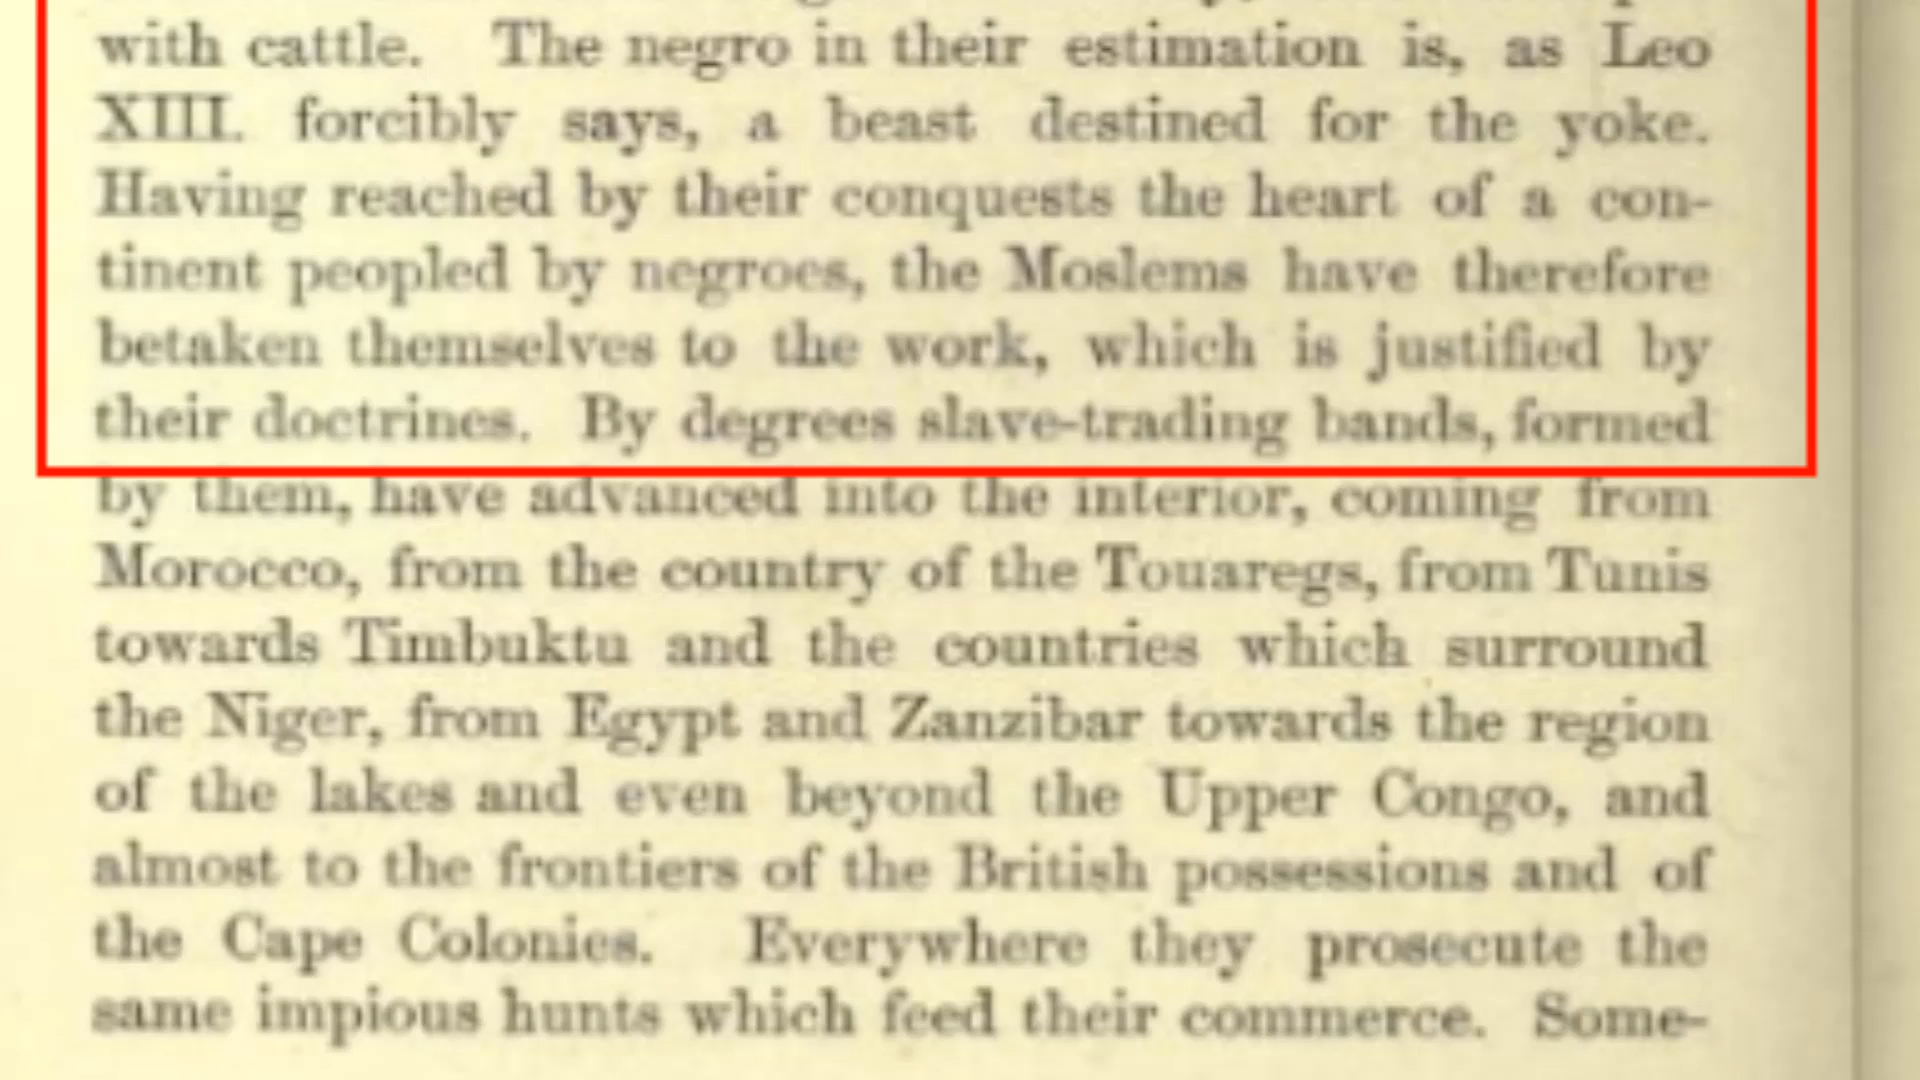 with cattle. The negro in their estimation is, as Leo
XIII. forcibly says, a beast destined for the yoke.
Having reached by their conquests the heart of a con-
tinent peopled by negroes, the Moslems have therefore
betaken themselves to the work, which is justified by
their doctrines. By degrees slave-trading bands, formed
by them, have advanced into the interior, coming from
Morocco, from the country of the Touaregs, from Tunis
towards Timbuktu and the countries which surround
the Niger, from Egypt and Zanzibar towards the region
of the lakes and even beyond the Upper Congo, and
almost to the frontiers of the British possessions and of
the Cape Colonies. Everywhere they prosecute the
same impious hunts which feed their commerce. Some-